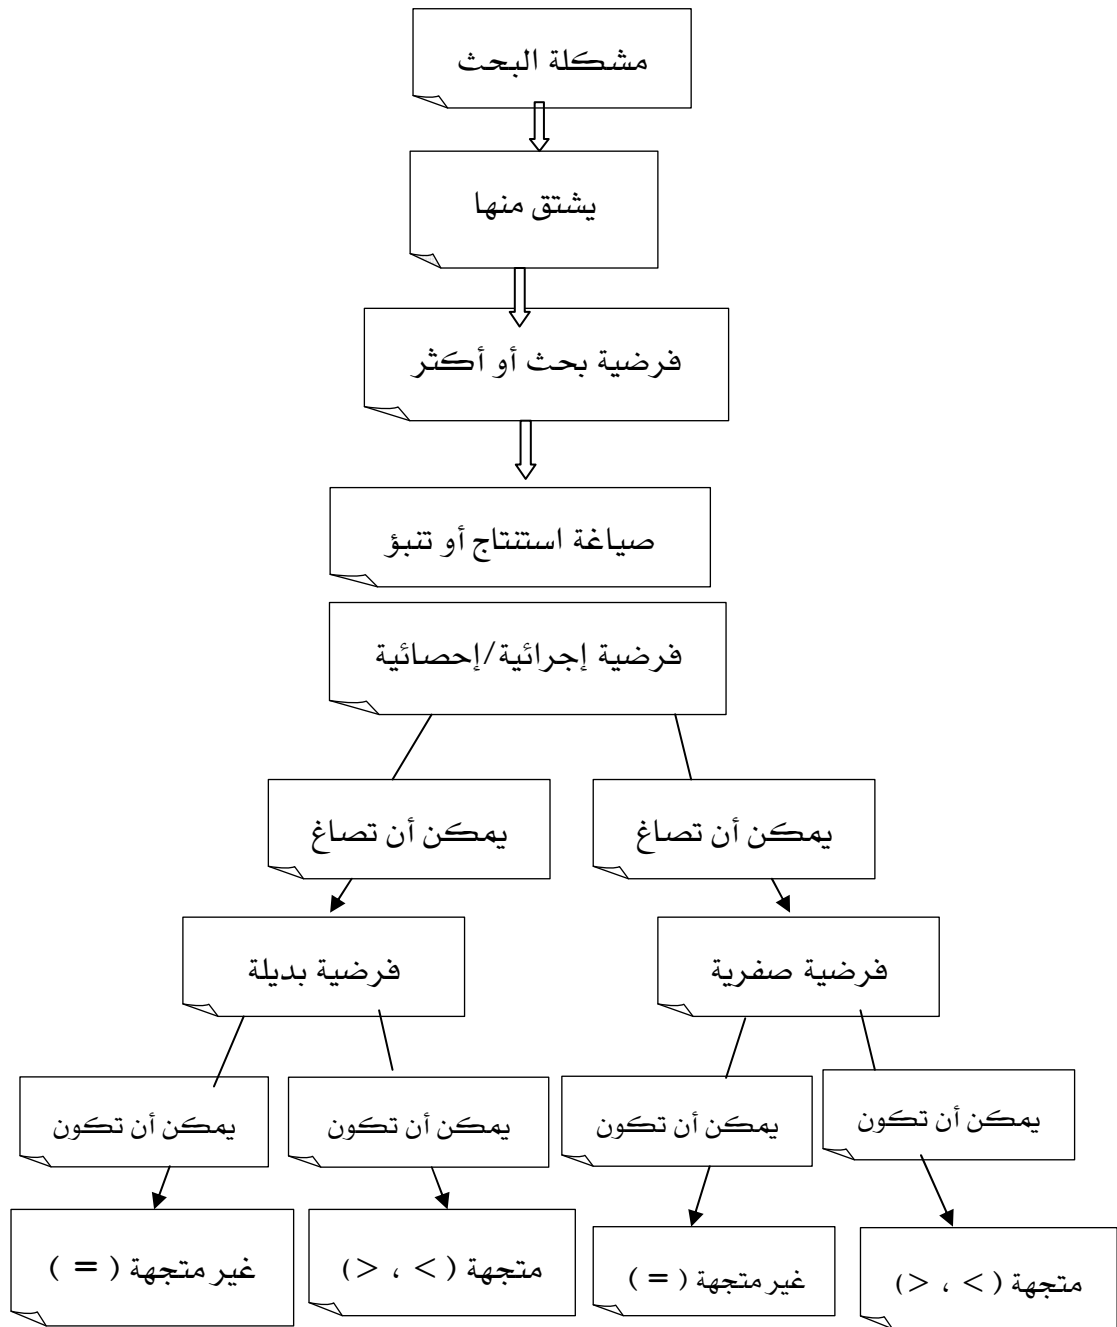 مشكلة البحث
يشتق منها
فرضية بحث أو أكثر
صياغة استنتاج أو تنبؤ
فرضية إجرائية/إحصائية
يمكن أن تصاغ
يمكن أن تصاغ
فرضية صفرية
فرضية بديلة
يمكن أن تكون
يمكن أن تكون
يمكن أن تكون
يمكن أن تكون
متجهة ( > ، < )
غير متجهة ( = )
متجهة ( > ، < )
غير متجهة ( = )